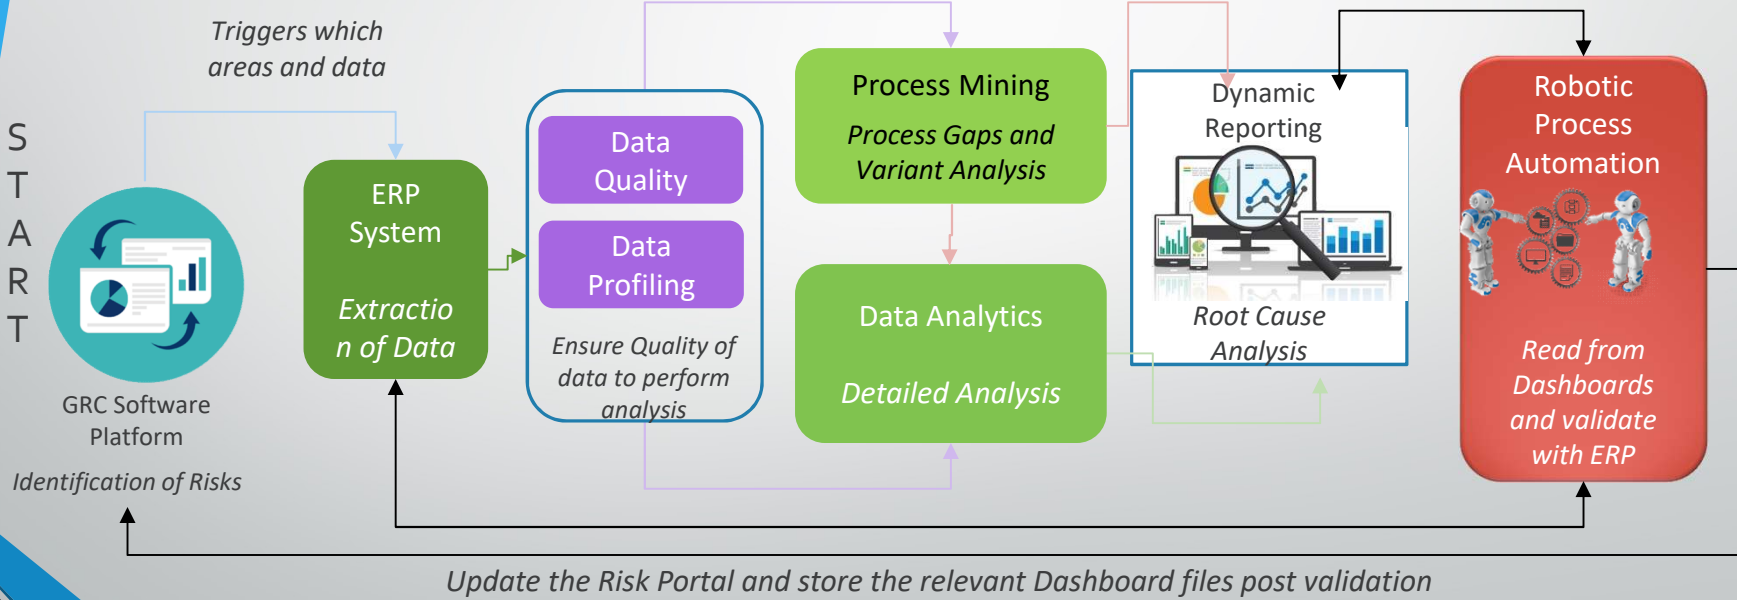 START
Triggers which
areas and data
GRC Software
Platform
Identification of Risks
ERP
System
Extractio
n of Data
Data
Quality
Data
Profiling
Ensure Quality of
data to perform
analysis
Process Mining
Process Gaps and
Variant Analysis
Data Analytics
Detailed Analysis
Dynamic
Reporting
Root Cause
Analysis
Robotic
Process
Automation
Read from
Dashboards
and validate
with ERP
Update the Risk Portal and store the relevant Dashboard files post validation